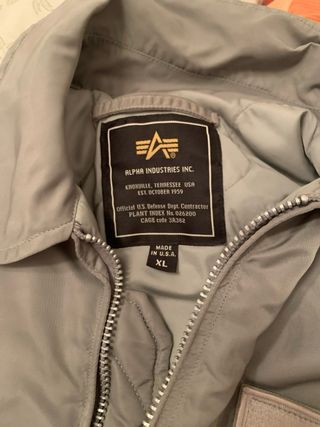 ALPHA INDUSTRIES INC.
KNOXVILLE, TENNESSEE USA
EST. OCTOBER 1959
Official U.S. Defense Dept. Contractor
PLANT INDEX No. 026200
CAGE code 3A362
MADE
IN U.S.A.
XL